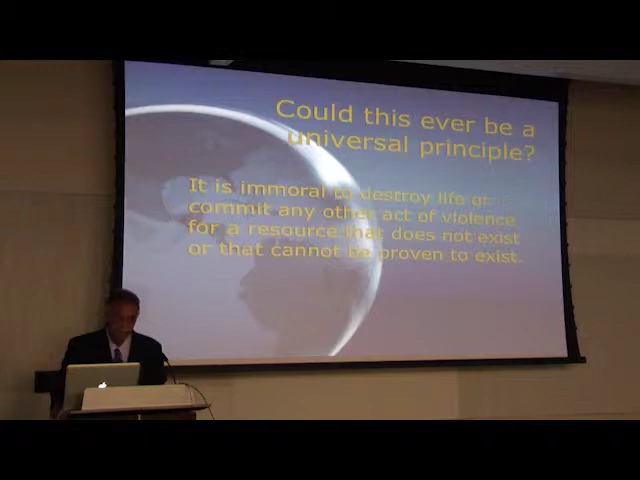 Could this ever be a
universal principle?
It is immoral to destroy life or
commit any other act of violence
for a resource that does not exist
or that cannot be proven to exist.